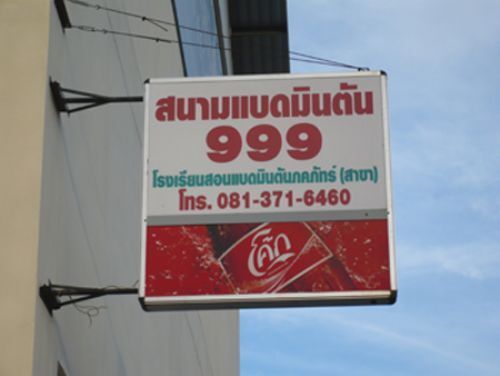 สนามแบดมินตัน
999
โรงเรียนสอนแบดมินตันภคภัทร์ (สาขา)
โทร. 081-371-6460
โค้ก